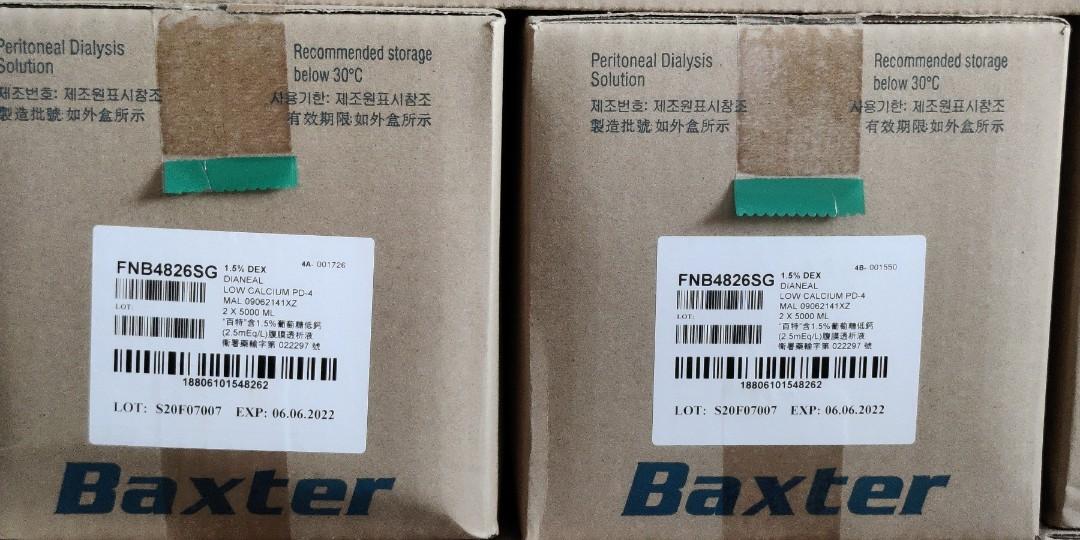 Peritoneal Dialysis
Solution
제조번호: 제조원표시참조
製造批號:如外盒所示
Recommended storage
below 30°C
사용기한: 제조원표시참조
有效期限:如外盒所示
FNB4826SG
1.5% DEX
4A- 001726
DIANEAL
LOW CALCIUM PD-4
MAL 09062141XZ
LOT:
2 X 5000 ML
"百特"含1.5%葡萄糖低鈣
(2.5mEq/L)腹膜透析液
衛署藥輸字第 022297 號
18806101548262
LOT: S20F07007 EXP: 06.06.2022
Baxter
Peritoneal Dialysis
Solution
제조번호: 제조원표시참조
製造批號:如外盒所示
Recommended storage
below 30°C
사용기한: 제조원표시참조
有效期限:如外盒所示
FNB4826SG
1.5% DEX
4B- 001550
DIANEAL
LOW CALCIUM PD-4
MAL 09062141XZ
LOT:
2 X 5000 ML
"百特"含1.5%葡萄糖低鈣
(2.5mEq/L)腹膜透析液
衛署藥輸字第 022297 號
18806101548262
LOT: S20F07007 EXP: 06.06.2022
Baxter